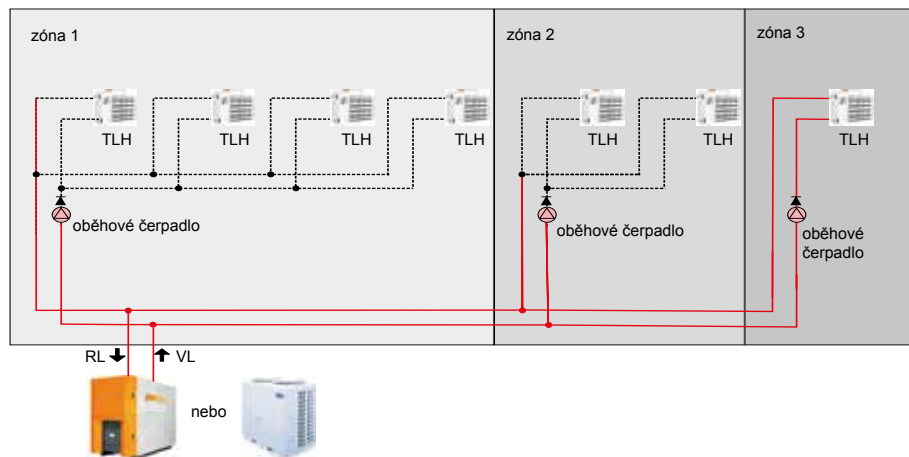 zóna 1
zóna 2
zóna 3
TLH
TLH
TLH
TLH
TLH
TLH
TLH
oběhové čerpadlo
oběhové čerpadlo
oběhové
čerpadlo
RL
VL
nebo